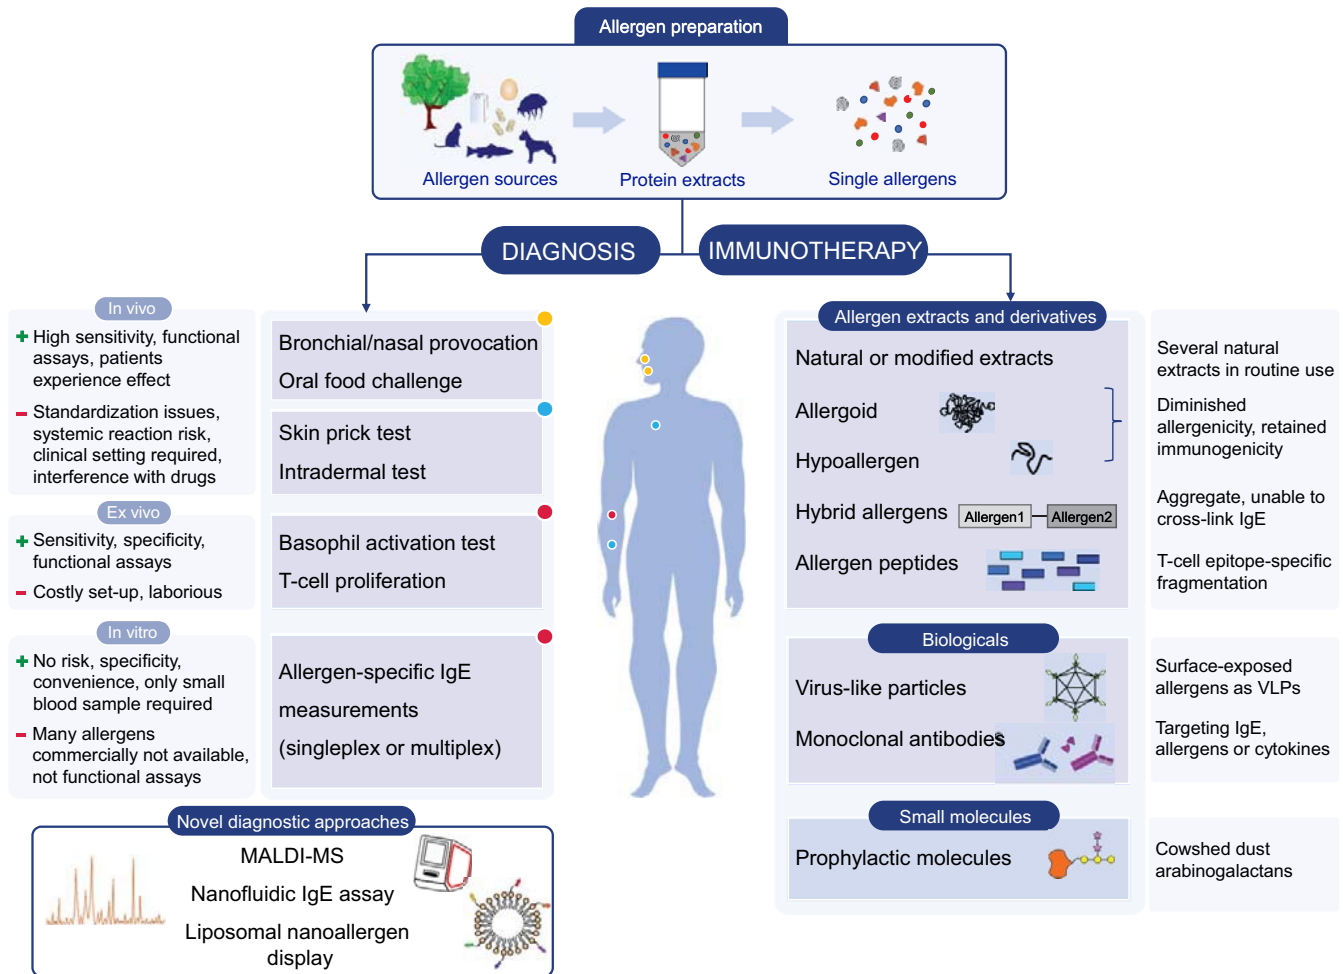 Allergen preparation
Allergen sources
Protein extracts
Single allergens
DIAGNOSIS
IMMUNOTHERAPY
In vivo
+ High sensitivity, functional
assays, patients
experience effect
− Standardization issues,
systemic reaction risk,
clinical setting required,
interference with drugs
Ex vivo
+ Sensitivity, specificity,
functional assays
− Costly set-up, laborious
In vitro
+ No risk, specificity,
convenience, only small
blood sample required
− Many allergens
commercially not available,
not functional assays
Bronchial/nasal provocation
Oral food challenge
Skin prick test
Intradermal test
Basophil activation test
T-cell proliferation
Allergen-specific IgE
measurements
(singleplex or multiplex)
Novel diagnostic approaches
MALDI-MS
Nanofluidic IgE assay
Liposomal nanoallergen
display
Allergen extracts and derivatives
Natural or modified extracts
Allergoid
Hypoallergen
Hybrid allergens
Allergen1
Allergen2
Allergen peptides
Several natural
extracts in routine use
Diminished
allergenicity, retained
immunogenicity
Aggregate, unable to
cross-link IgE
T-cell epitope-specific
fragmentation
Biologicals
Virus-like particles
Monoclonal antibodies
Surface-exposed
allergens as VLPs
Targeting IgE,
allergens or cytokines
Small molecules
Prophylactic molecules
Cowshed dust
arabinogalactans